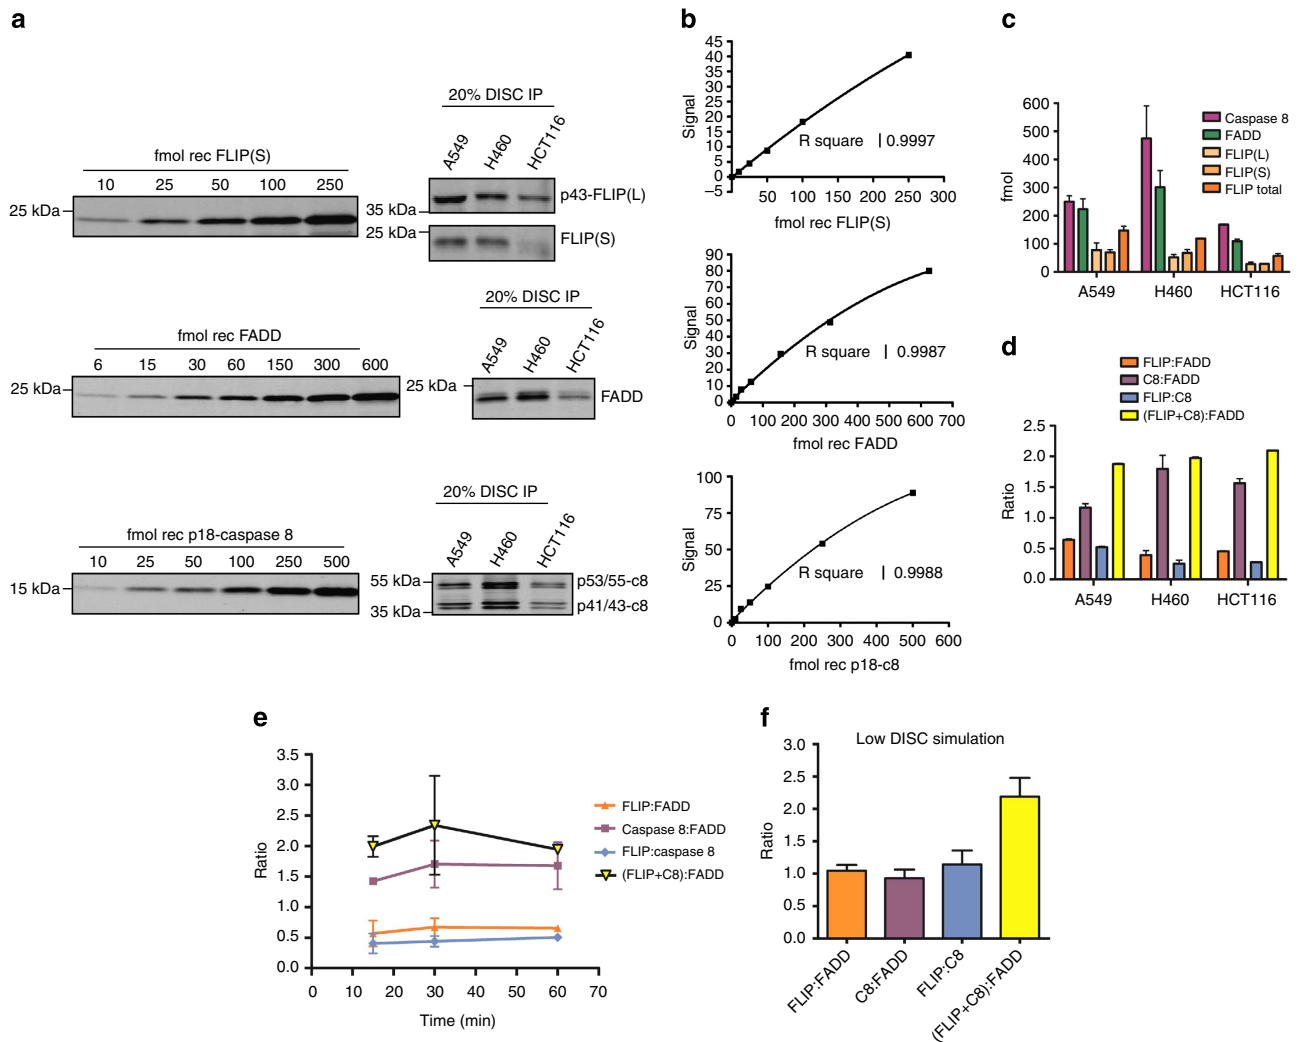 a
fmol rec FLIP(S)
10 25 50 100 250
25 kDa
20% DISC IP
A549 H460 HCT116
35 kDa
25 kDa
p43-FLIP(L)
FLIP(S)
fmol rec FADD
6 15 30 60 150 300 600
25 kDa
20% DISC IP
A549 H460 HCT116
25 kDa
FADD
fmol rec p18-caspase 8
10 25 50 100 250 500
15 kDa
20% DISC IP
A549 H460 HCT116
55 kDa
35 kDa
p53/55-c8
p41/43-c8
b
Signal
45
40
35
30
25
20
15
10
5
0
−5
R square | 0.9997
50 100 150 200 250 300
fmol rec FLIP(S)
Signal
90
80
70
60
50
40
30
20
10
0
R square | 0.9987
0 100 200 300 400 500 600 700
fmol rec FADD
Signal
100
75
50
25
0
R square | 0.9988
0 100 200 300 400 500 600
fmol rec p18-c8
c
fmol
600
500
400
300
200
100
0
Caspase 8
FADD
FLIP(L)
FLIP(S)
FLIP total
A549 H460 HCT116
d
FLIP:FADD
C8:FADD
FLIP:C8
(FLIP+C8):FADD
Ratio
2.5
2.0
1.5
1.0
0.5
0.0
A549 H460 HCT116
e
Ratio
3.5
3.0
2.5
2.0
1.5
1.0
0.5
0.0
FLIP:FADD
Caspase 8:FADD
FLIP:caspase 8
(FLIP+C8):FADD
0 10 20 30 40 50 60 70
Time (min)
f
Low DISC simulation
Ratio
3.0
2.5
2.0
1.5
1.0
0.5
0.0
FLIP:FADD
C8:FADD
FLIP:C8
(FLIP+C8):FADD